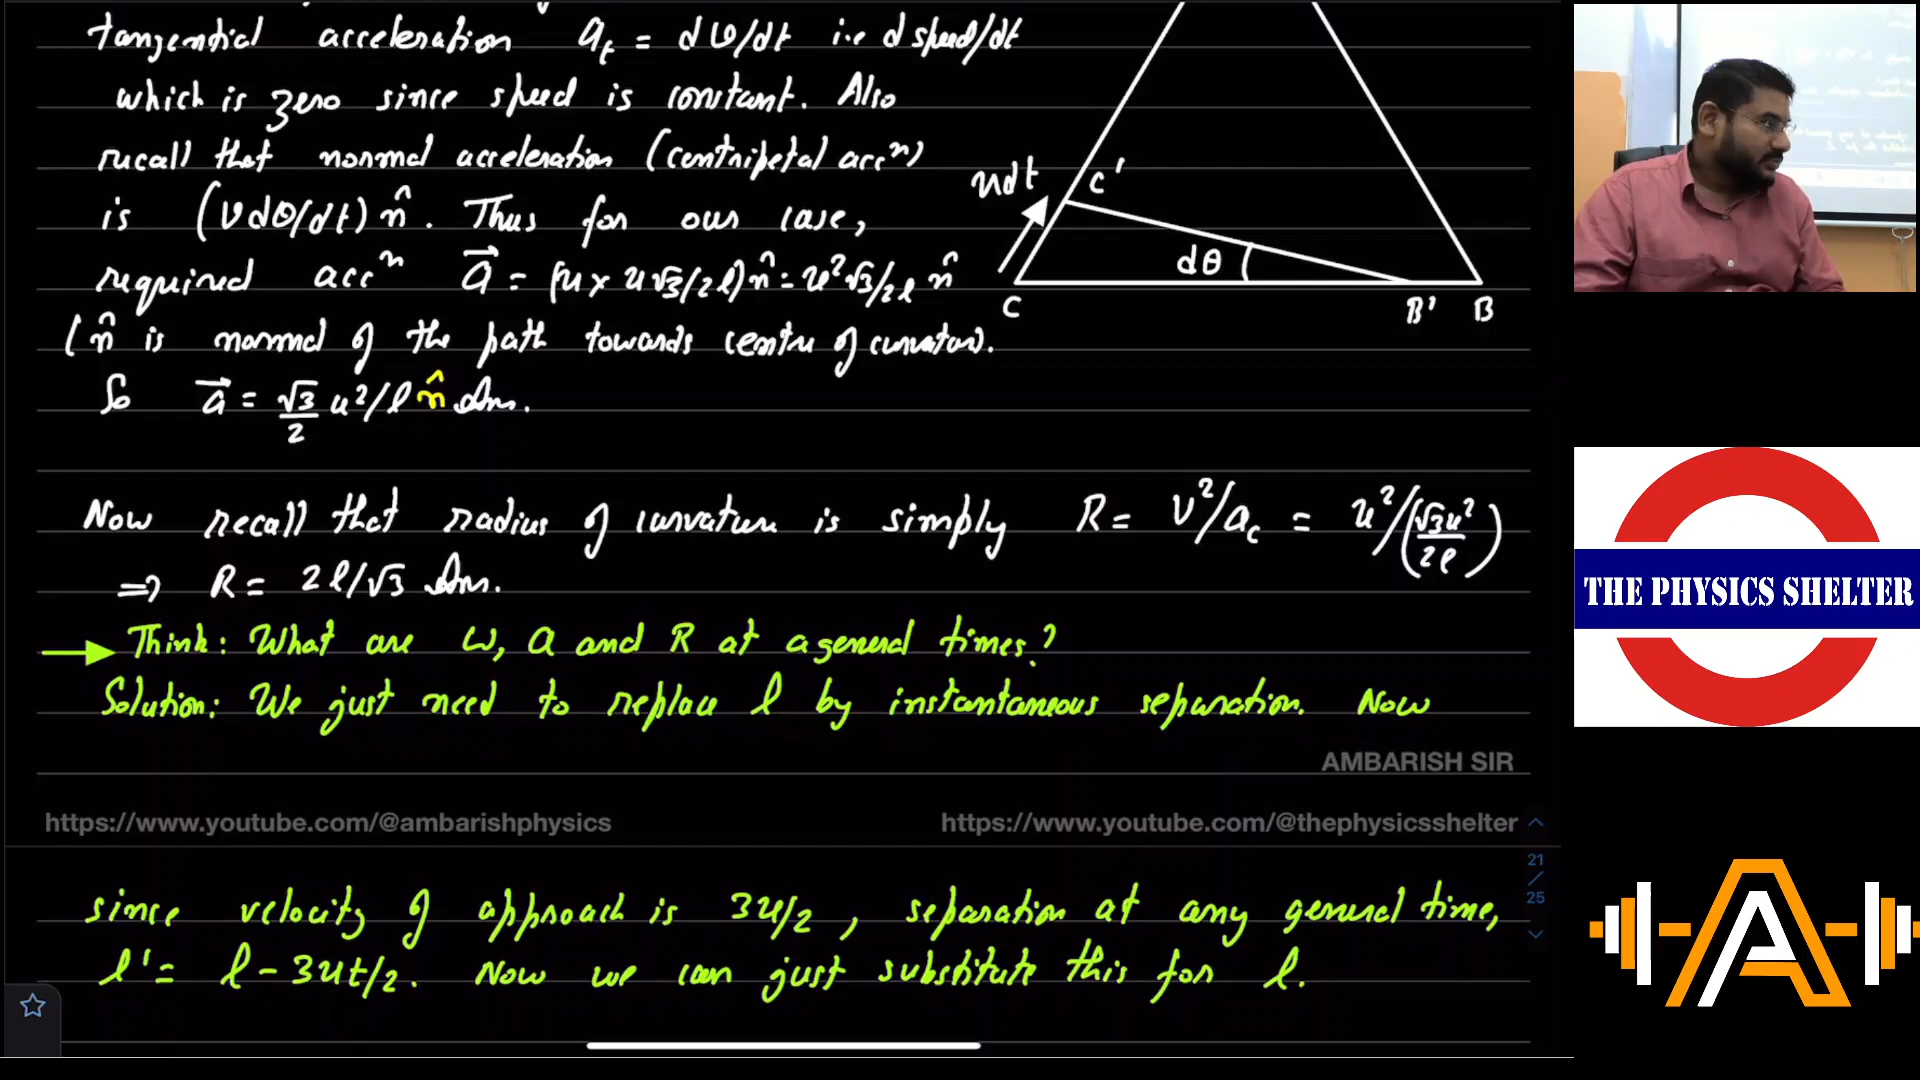 tangential acceleration a_t = dv/dt i.e d speed/dt
which is zero since speed is constant. Also
recall that normal acceleration (centripetal accⁿ)
is (v dθ/dt) n̂. Thus for our case,
required accⁿ a⃗ = (u × u√3/2l) n̂ = u²√3/2l n̂
(n̂ is normal of the path towards centre of curvature).
So a⃗ = √3/2 u²/l n̂ Ans.
udt
C'
dθ
C
B'
B
Now recall that radius of curvature is simply R = v²/a_c = u²/(√3u²/2l)
⇒ R = 2l/√3 Ans.
→ Think: What are ω, a and R at a general times?
Solution: We just need to replace l by instantaneous separation. Now
AMBARISH SIR
https://www.youtube.com/@ambarishphysics
https://www.youtube.com/@thephysicsshelter
21
/
25
since velocity of approach is 3u/2, separation at any general time,
l' = l - 3ut/2. Now we can just substitute this for l.
THE PHYSICS SHELTER